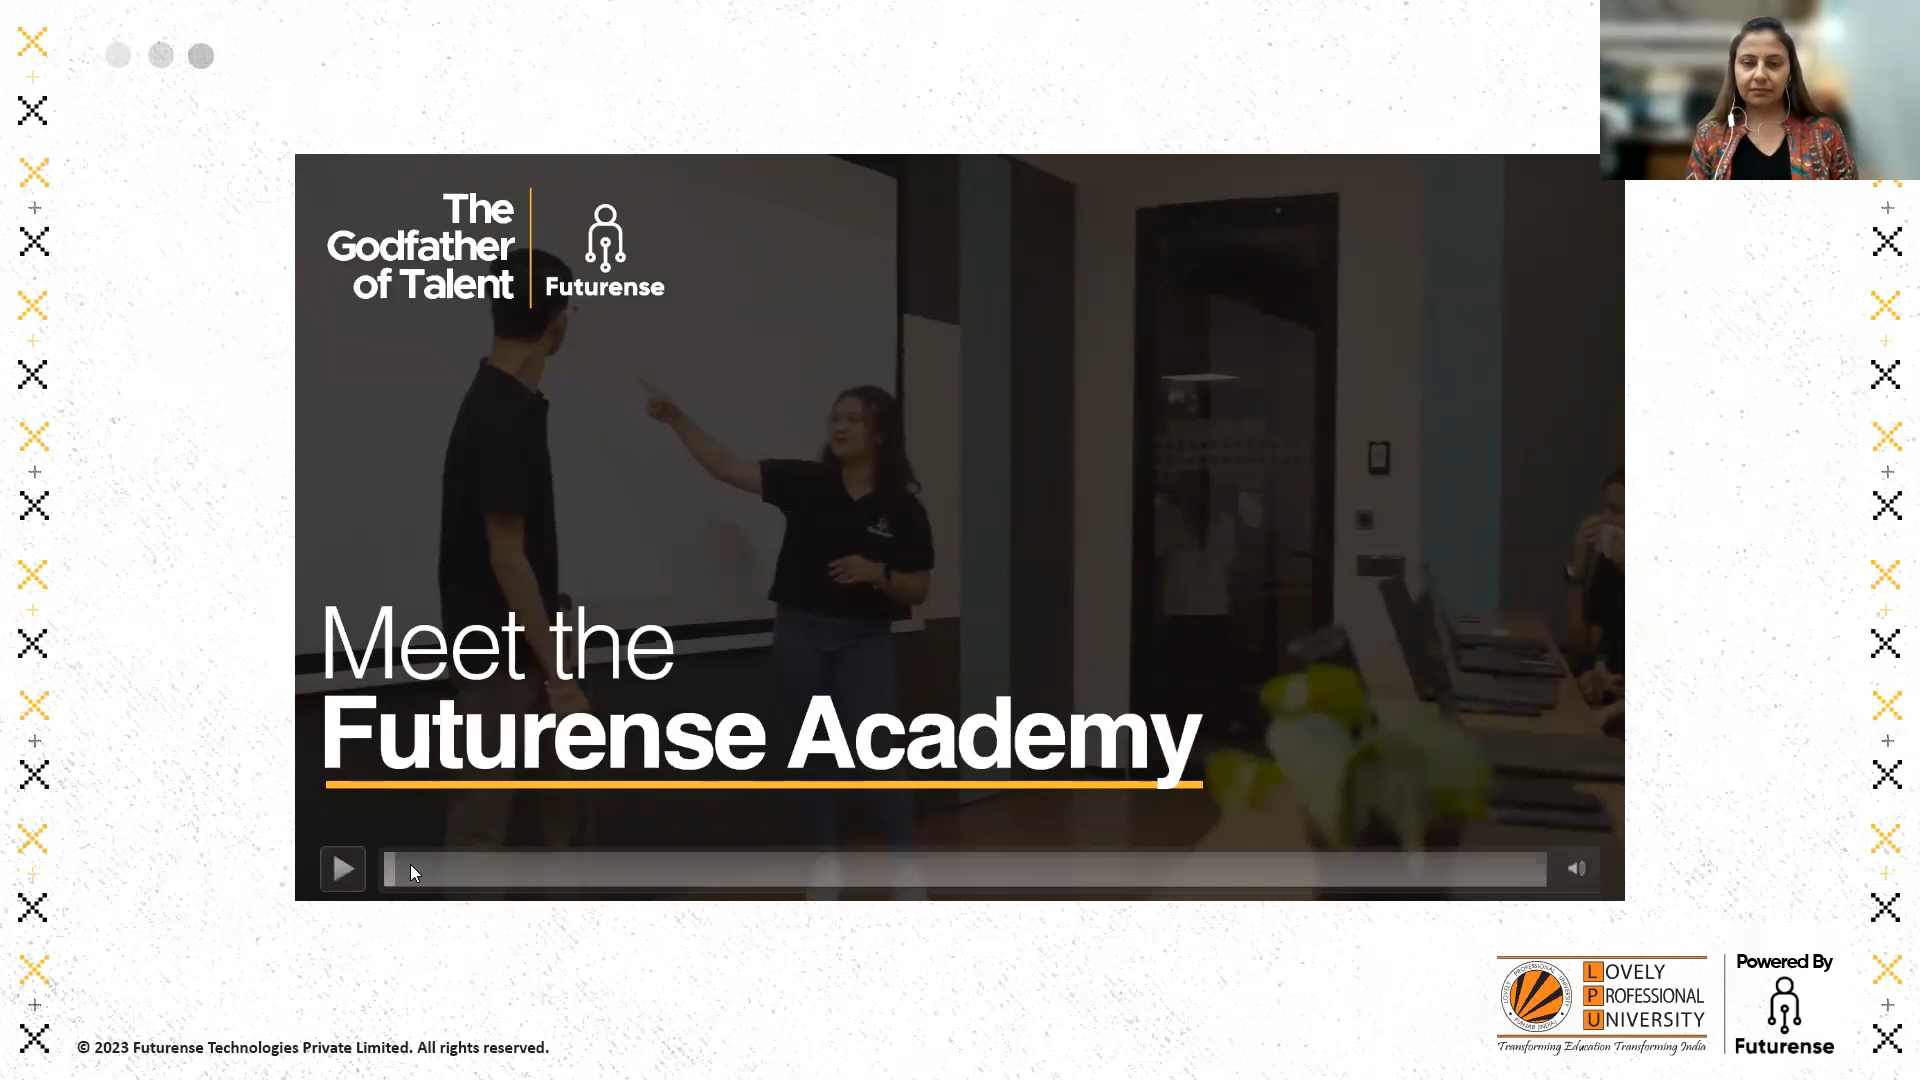 The
Godfather
of Talent
Futurense
Meet the
Futurense Academy
LOVELY
PROFESSIONAL
UNIVERSITY
Transforming Education Transforming India
Powered By
Futurense
© 2023 Futurense Technologies Private Limited. All rights reserved.